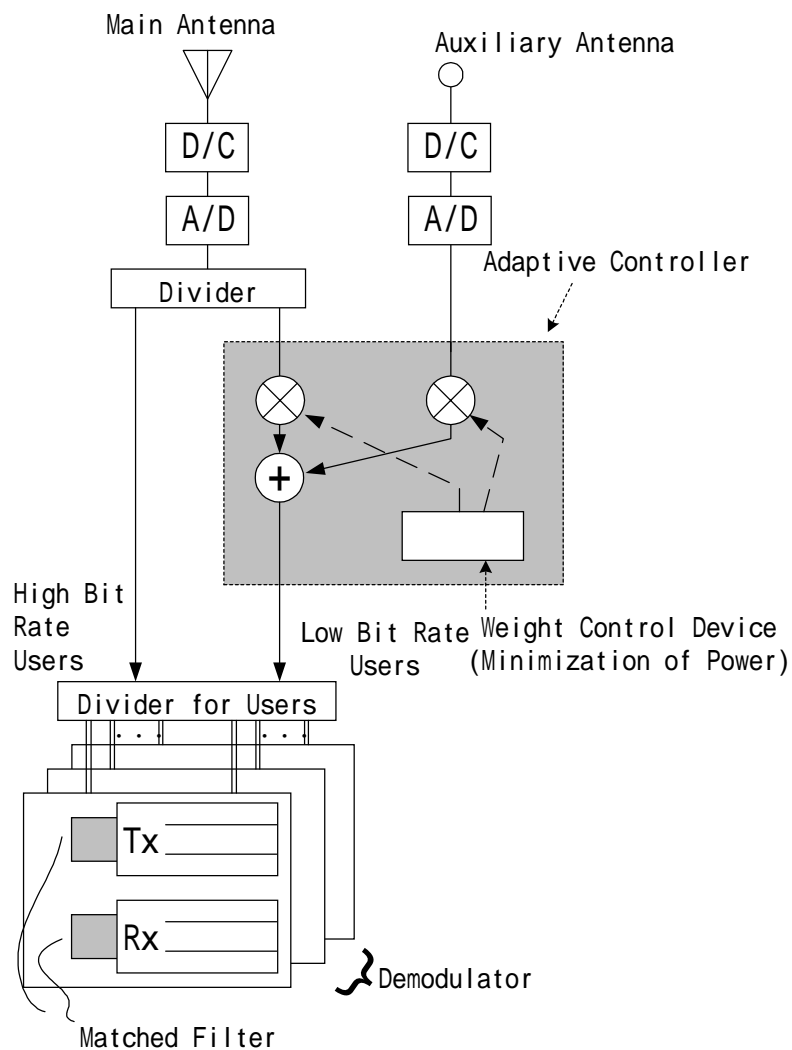 Main Antenna
Auxiliary Antenna
D/C
D/C
A/D
A/D
Adaptive Controller
Divider
+
High Bit
Rate
Users
Low Bit Rate
Users
Weight Control Device
(Minimization of Power)
Divider for Users
. . .
. . .
Tx
Rx
Demodulator
Matched Filter